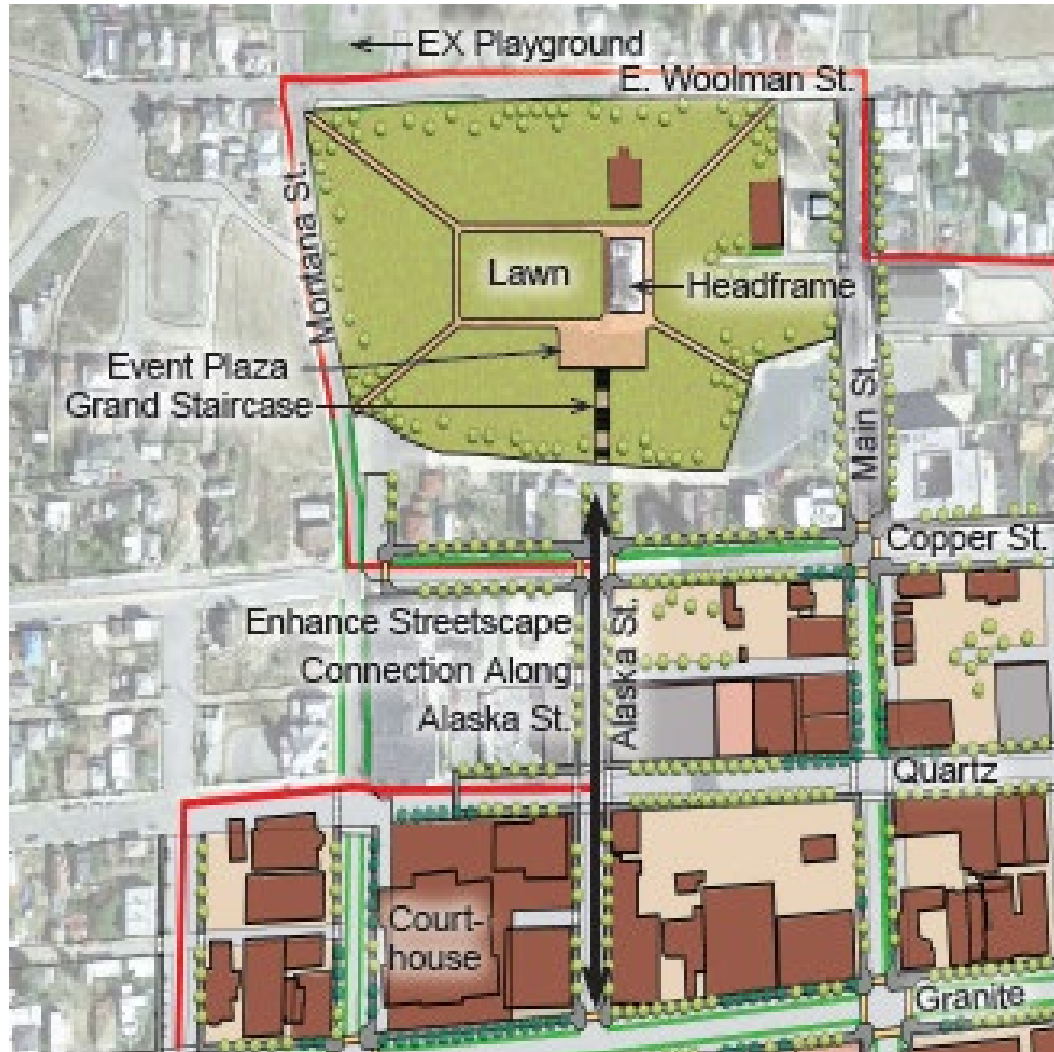 EX Playground
E. Woolman St.
Montana St.
Lawn
Headframe
Event Plaza
Grand Staircase
Main St.
Copper St.
Enhance Streetscape
Connection Along
Alaska St.
Alaska St.
Quartz
Court-
house
Granite